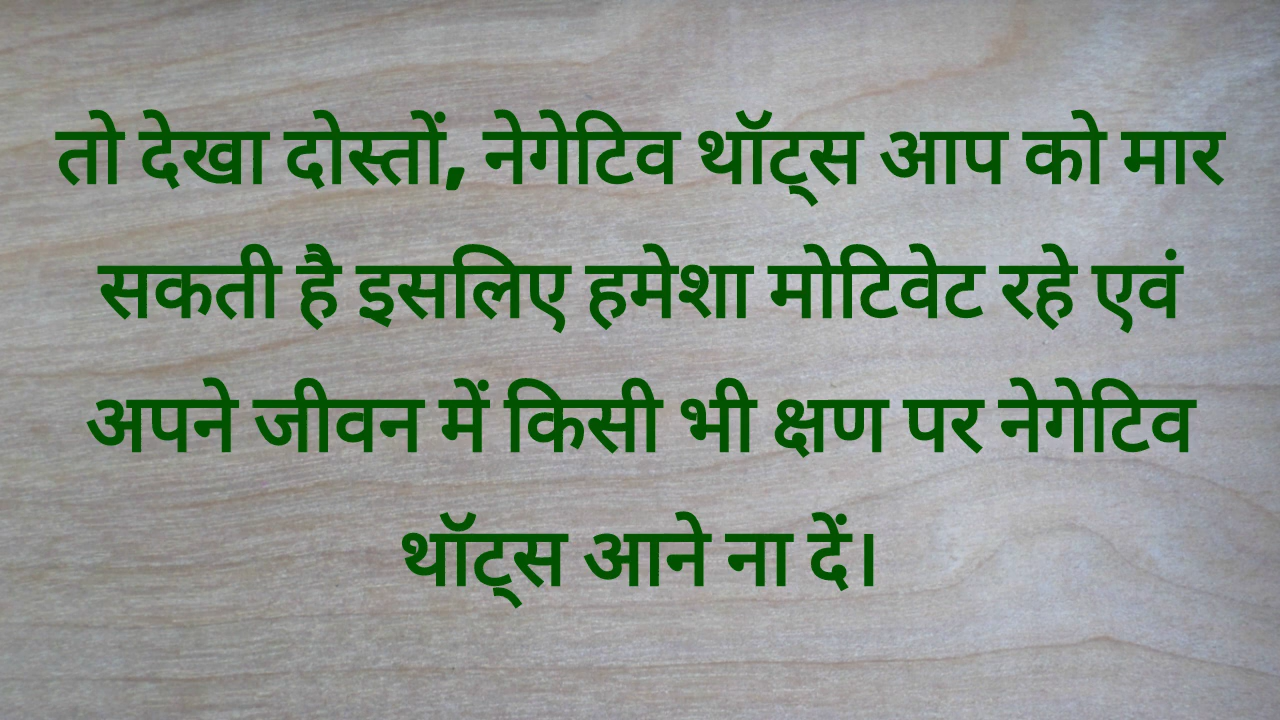 तो देखा दोस्तों, नेगेटिव थॉट्स आप को मार
सकती है इसलिए हमेशा मोटिवेट रहे एवं
अपने जीवन में किसी भी क्षण पर नेगेटिव
थॉट्स आने ना दें।